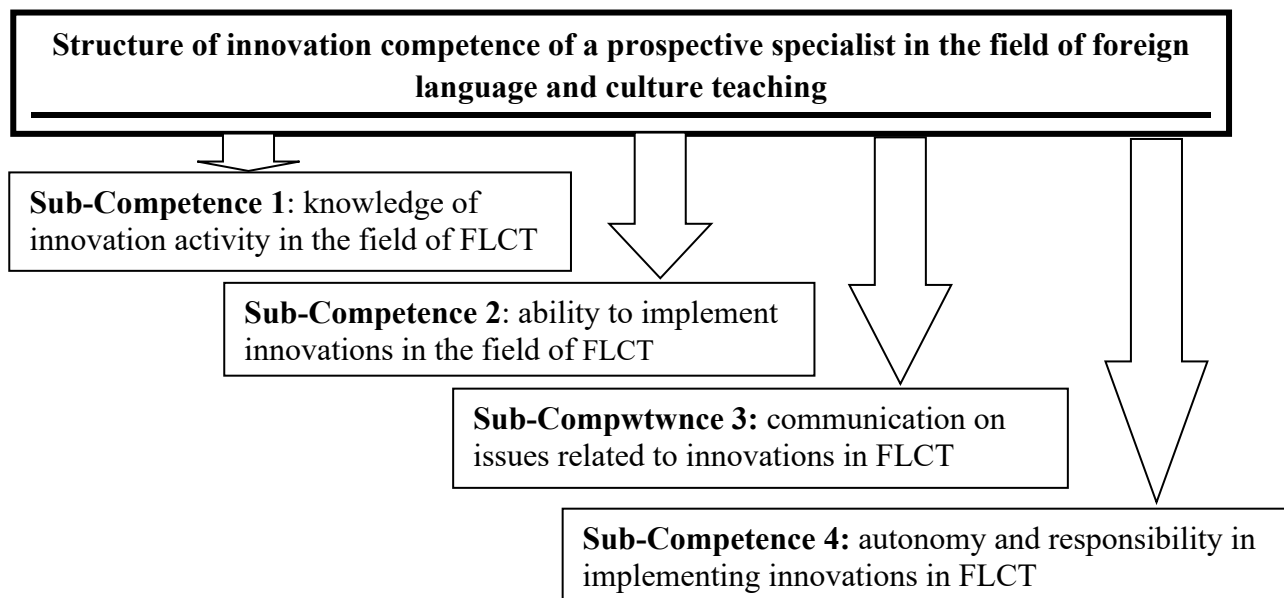 Structure of innovation competence of a prospective specialist in the field of foreign
language and culture teaching
Sub-Competence 1: knowledge of
innovation activity in the field of FLCT
Sub-Competence 2: ability to implement
innovations in the field of FLCT
Sub-Compwtwnce 3: communication on
issues related to innovations in FLCT
Sub-Competence 4: autonomy and responsibility in
implementing innovations in FLCT